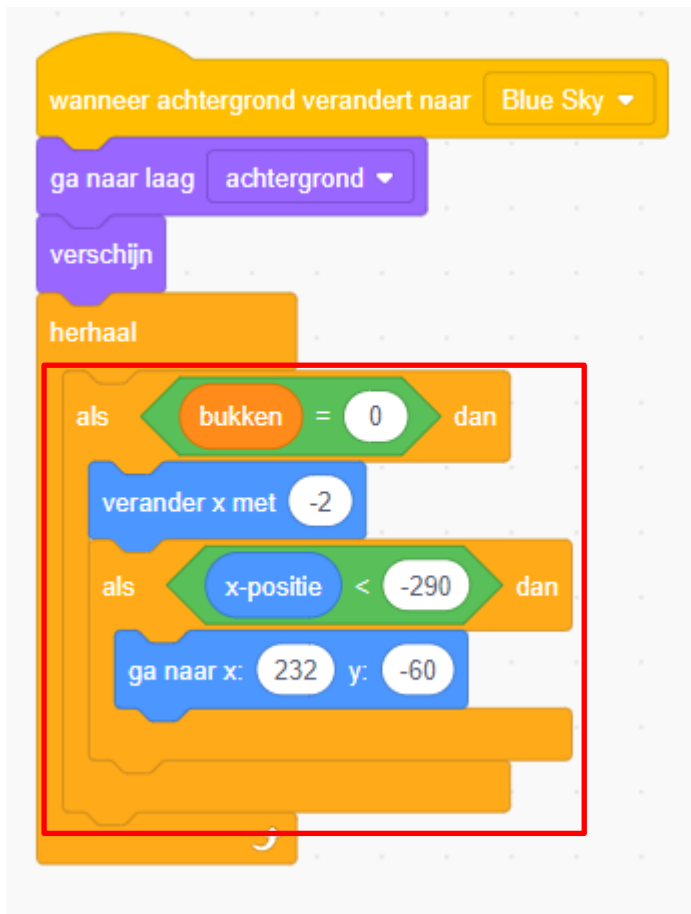 wanneer achtergrond verandert naar Blue Sky
ga naar laag achtergrond
verschijn
herhaal
als bukken = 0 dan
verander x met -2
als x-positie < -290 dan
ga naar x: 232 y: -60